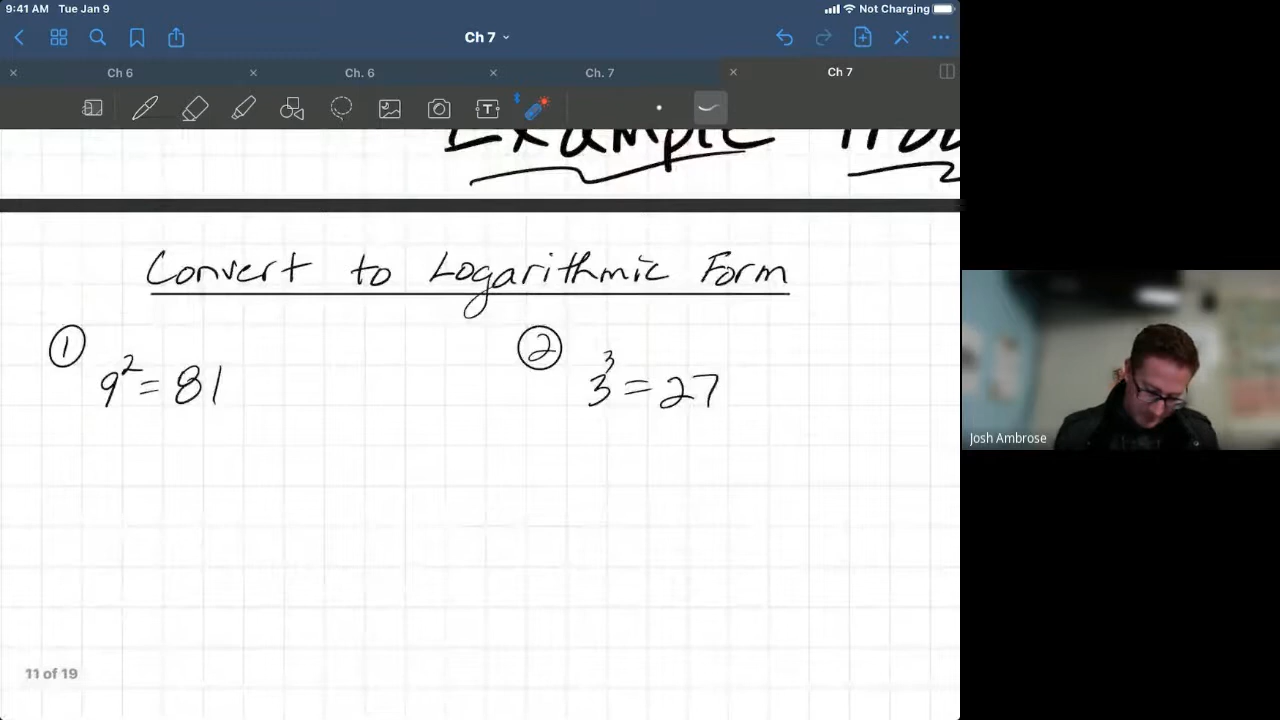 9:41 AM Tue Jan 9
Not Charging
Ch 7
Ch 6
Ch. 6
Ch. 7
Ch 7
T
Example
Convert to Logarithmic Form
① 9² = 81
② 3³ = 27
11 of 19
Josh Ambrose